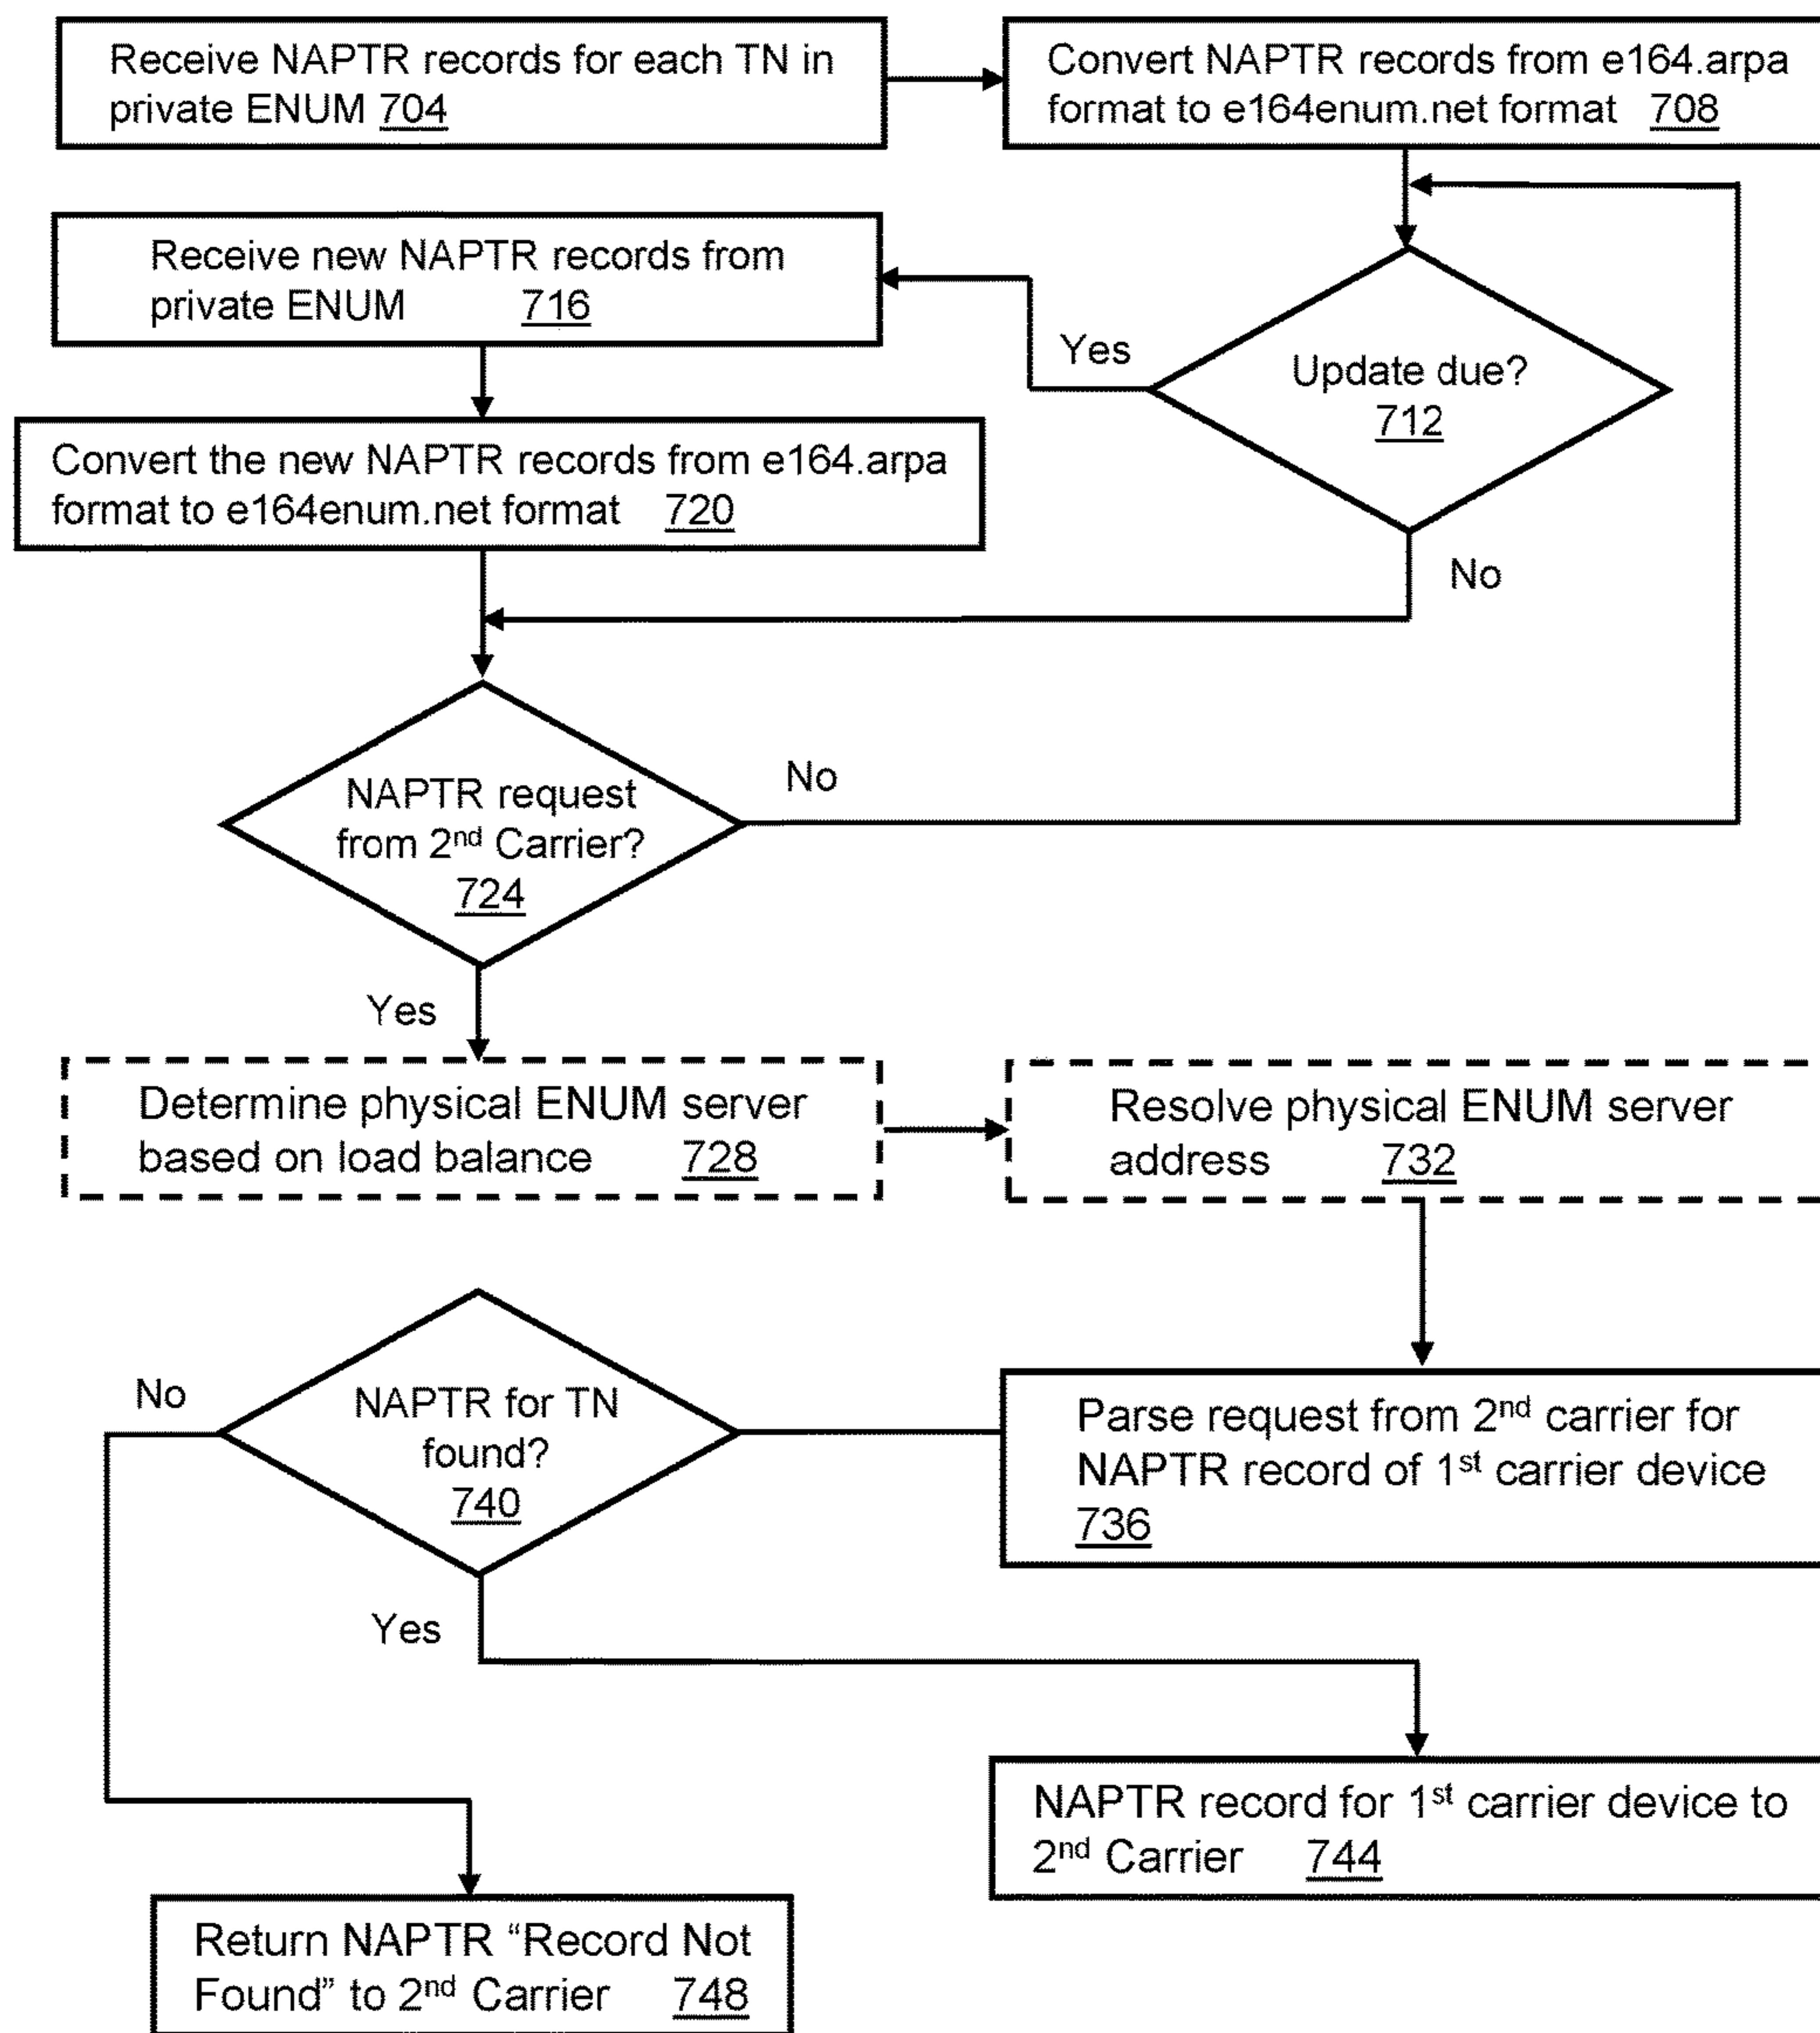 Receive NAPTR records for each TN in
private ENUM 704
Convert NAPTR records from e164.arpa
format to e164enum.net format 708
Receive new NAPTR records from
private ENUM 716
Yes
Update due?
712
Convert the new NAPTR records from e164.arpa
format to e164enum.net format 720
No
NAPTR request
from 2nd Carrier?
724
No
Yes
Determine physical ENUM server
based on load balance 728
Resolve physical ENUM server
address 732
No
NAPTR for TN
found?
740
Parse request from 2nd carrier for
NAPTR record of 1st carrier device
736
Yes
NAPTR record for 1st carrier device to
2nd Carrier 744
Return NAPTR “Record Not
Found” to 2nd Carrier 748